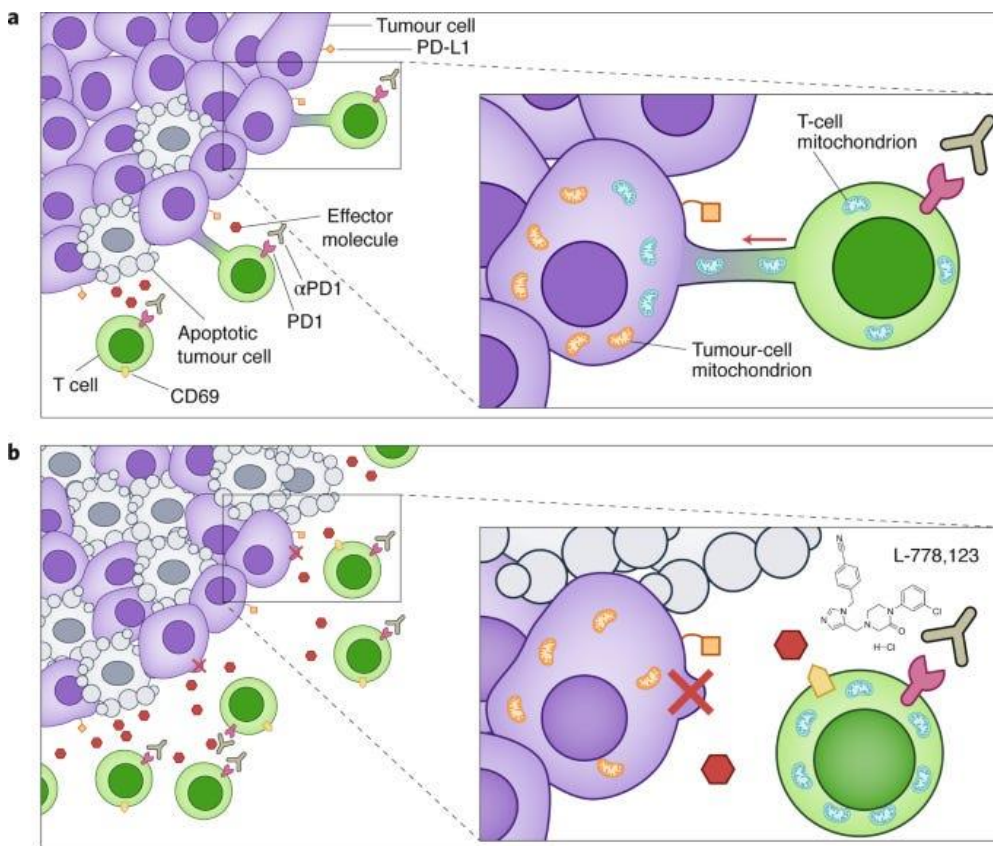 a
Tumour cell
PD-L1
T-cell
mitochondrion
Effector
molecule
αPD1
PD1
Apoptotic
tumour cell
T cell
CD69
Tumour-cell
mitochondrion
b
L-778,123
N
N
N
N
N
O
Cl
H–Cl